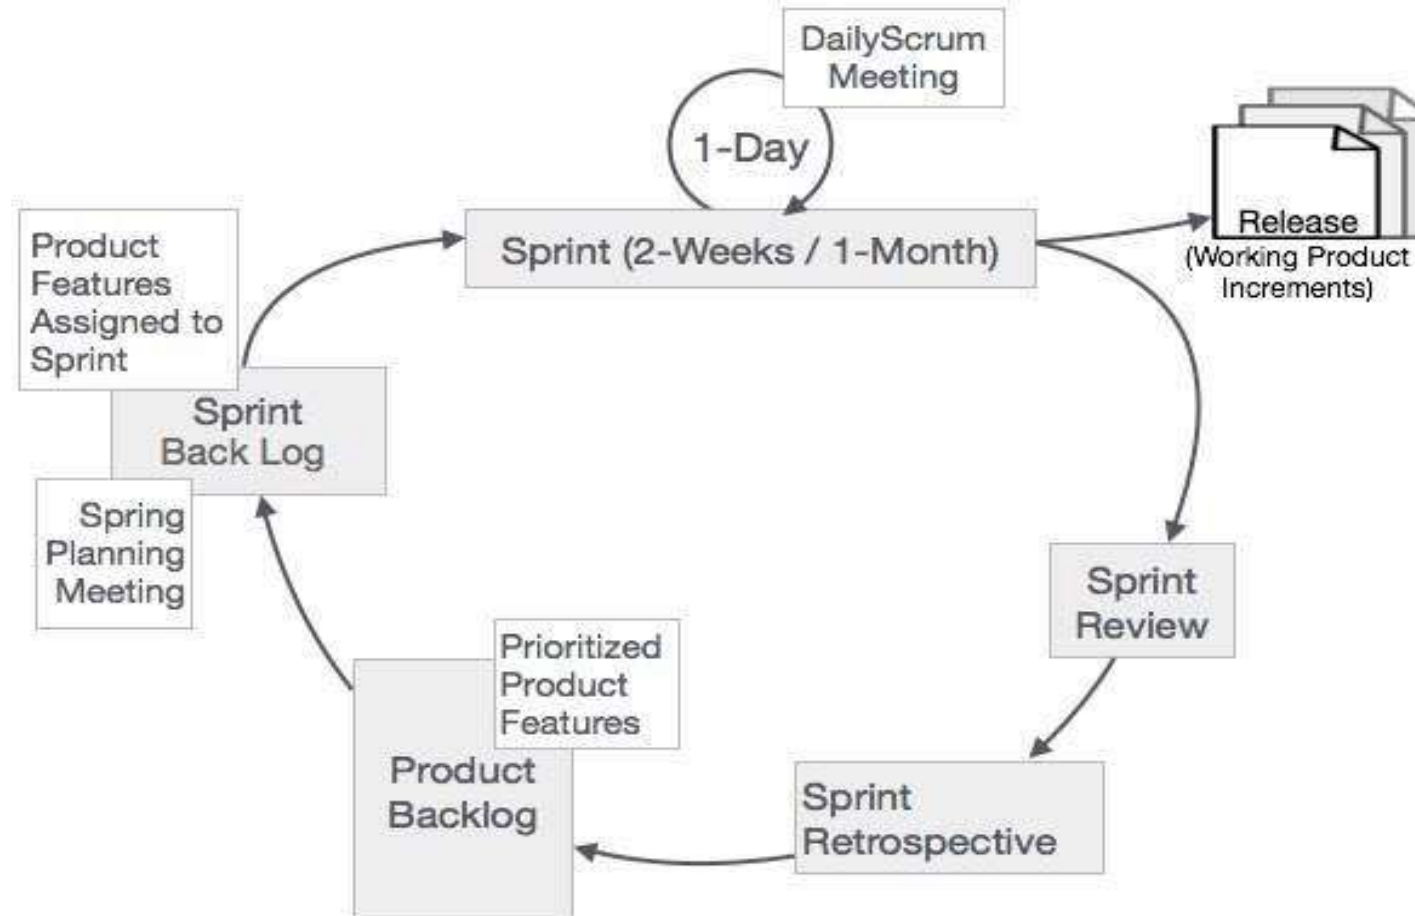 DailyScrum
Meeting
1-Day
Sprint (2-Weeks / 1-Month)
Release
(Working Product
Increments)
Product
Features
Assigned to
Sprint
Sprint
Back Log
Spring
Planning
Meeting
Sprint
Review
Prioritized
Product
Features
Product
Backlog
Sprint
Retrospective